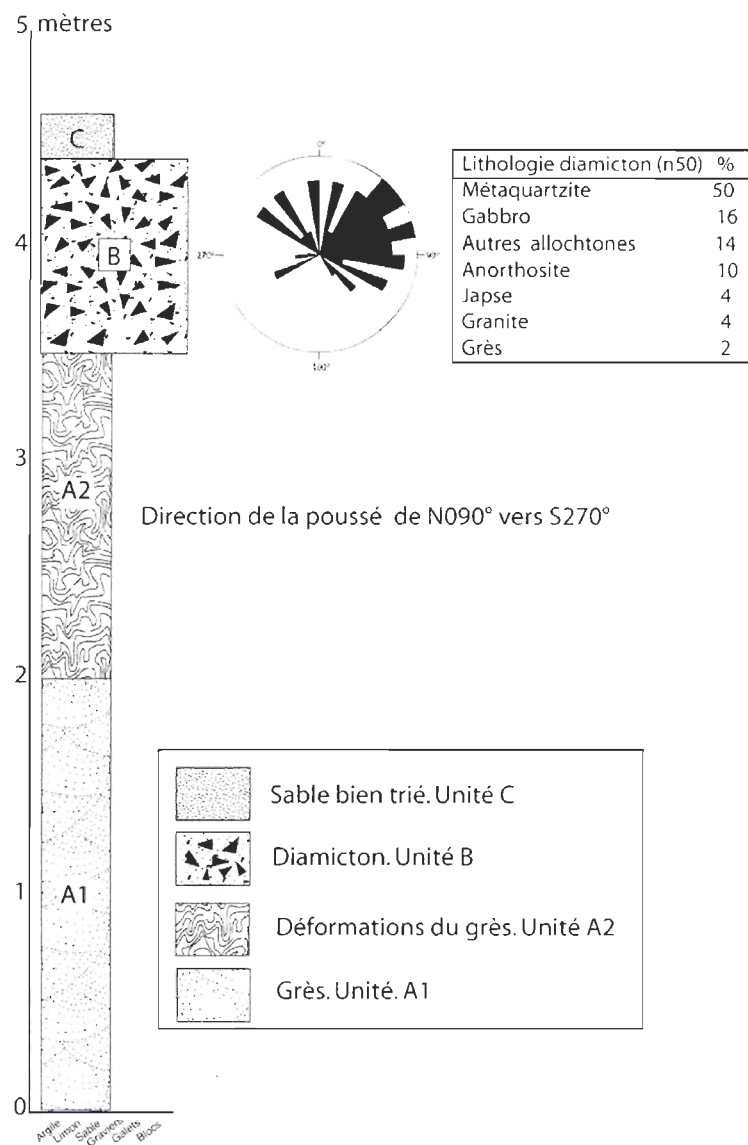 5 mètres
C
4
B
3
A2
2
1
A1
0
Argile
Limon
Sable
Graviers
Galets
Blocs
0°
270°
90°
180°
Lithologie diamicton (n50) %
Métaquartzite 50
Gabbro 16
Autres allochtones 14
Anorthosite 10
Japse 4
Granite 4
Grès 2
Direction de la poussé de N090° vers S270°
Sable bien trié. Unité C
Diamicton. Unité B
Déformations du grès. Unité A2
Grès. Unité. A1